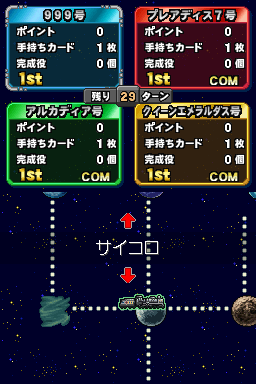 999号
ポイント 0
手持ちカード 1枚
完成役 0個
1st
プレアディス7号
ポイント 0
手持ちカード 1枚
完成役 0個
1st COM
残り 29 ターン
アルカディア号
ポイント 0
手持ちカード 1枚
完成役 0個
1st COM
クィーンエメラルダス号
ポイント 0
手持ちカード 1枚
完成役 0個
1st COM
サイコロ